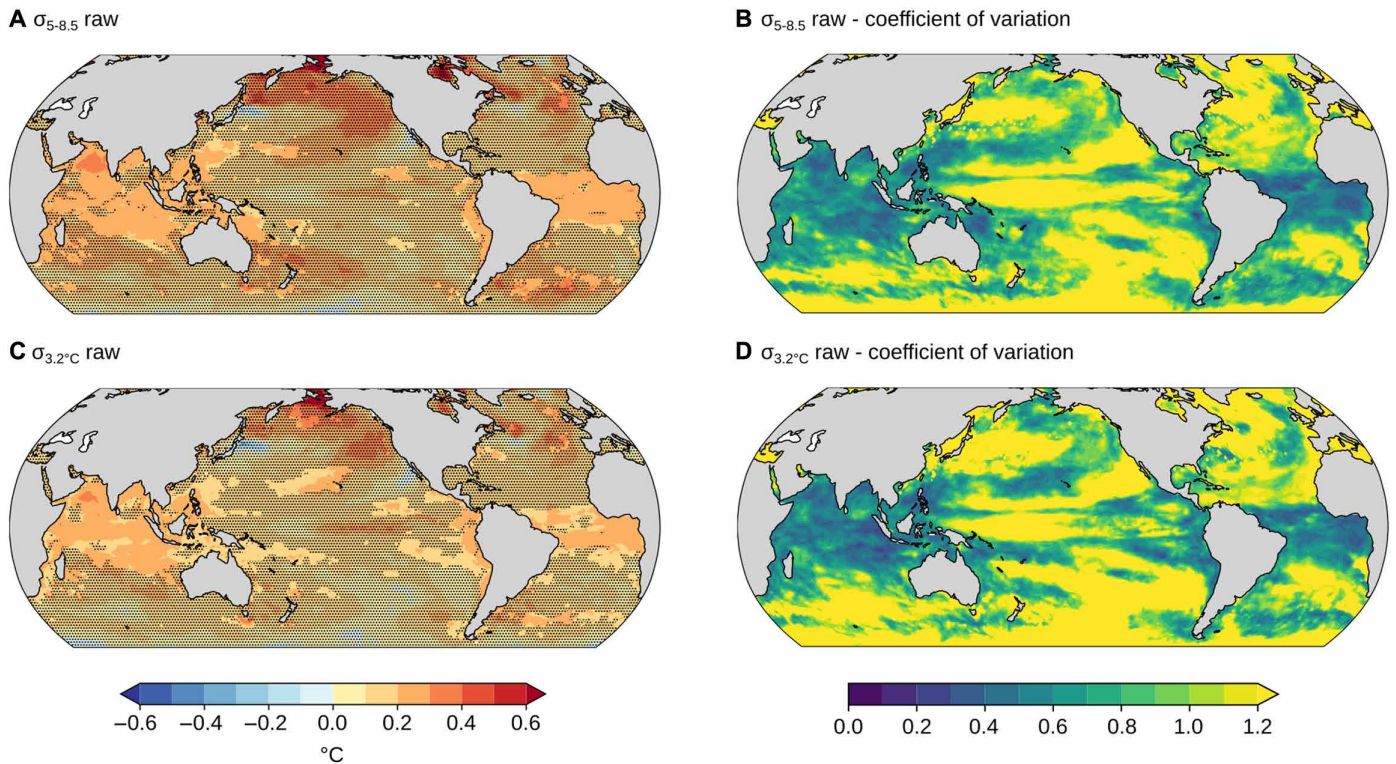 A σ5-8.5 raw
B σ5-8.5 raw - coefficient of variation
C σ3.2°C raw
D σ3.2°C raw - coefficient of variation
−0.6 −0.4 −0.2 0.0 0.2 0.4 0.6
°C
0.0 0.2 0.4 0.6 0.8 1.0 1.2